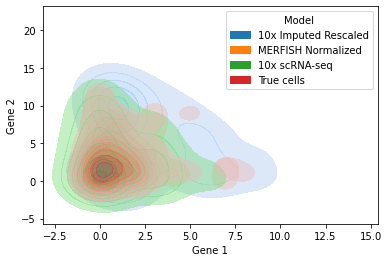 Model
10x Imputed Rescaled
MERFISH Normalized
10x scRNA-seq
True cells
Gene 2
20
15
10
5
0
−5
−2.5 0.0 2.5 5.0 7.5 10.0 12.5 15.0
Gene 1